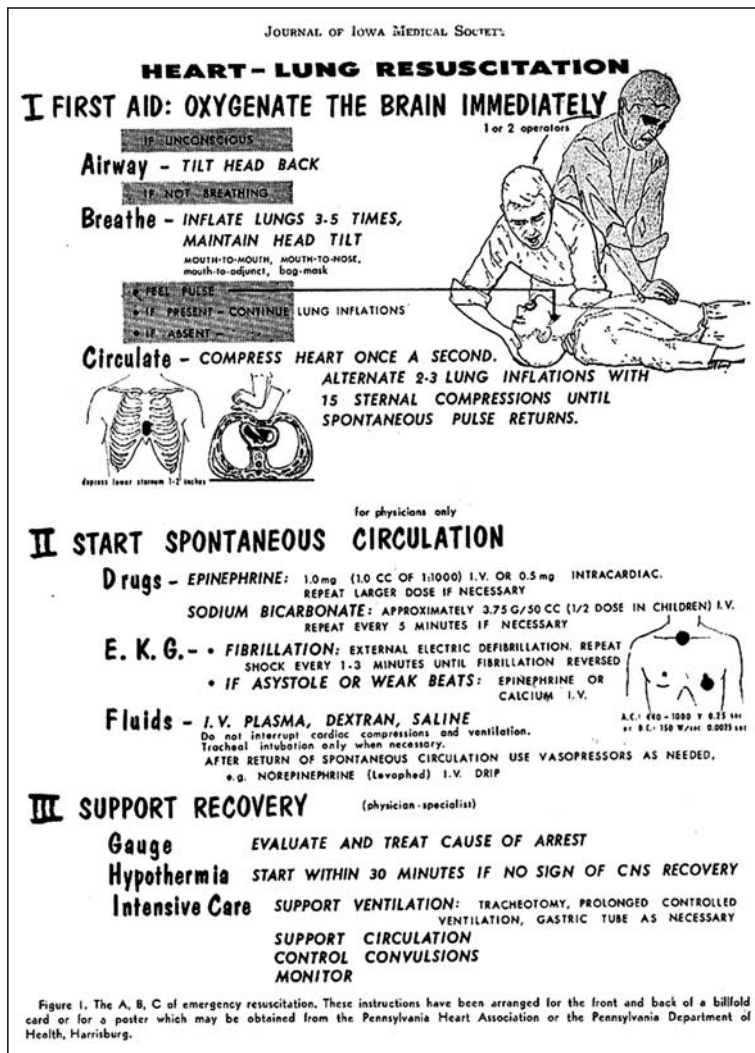 JOURNAL OF IOWA MEDICAL SOCIETY
HEART-LUNG RESUSCITATION
I FIRST AID: OXYGENATE THE BRAIN IMMEDIATELY
1 or 2 operators
IF UNCONSCIOUS
Airway - TILT HEAD BACK
IF NOT BREATHING
Breathe - INFLATE LUNGS 3-5 TIMES,
MAINTAIN HEAD TILT
MOUTH-TO-MOUTH, MOUTH-TO-NOSE,
mouth-to-adjunct, bag-mask
• FEEL PULSE
• IF PRESENT - CONTINUE LUNG INFLATIONS
• IF ABSENT -
Circulate - COMPRESS HEART ONCE A SECOND.
ALTERNATE 2-3 LUNG INFLATIONS WITH
15 STERNAL COMPRESSIONS UNTIL
SPONTANEOUS PULSE RETURNS.
depress lower sternum 1-2 inches
for physicians only
II START SPONTANEOUS CIRCULATION
Drugs - EPINEPHRINE: 1.0mg (1.0 CC OF 1:1000) I.V. OR 0.5mg INTRACARDIAC.
REPEAT LARGER DOSE IF NECESSARY
SODIUM BICARBONATE: APPROXIMATELY 3.75 G/50 CC (1/2 DOSE IN CHILDREN) I.V.
REPEAT EVERY 5 MINUTES IF NECESSARY
E. K. G. - • FIBRILLATION: EXTERNAL ELECTRIC DEFIBRILLATION. REPEAT
SHOCK EVERY 1-3 MINUTES UNTIL FIBRILLATION REVERSED
• IF ASYSTOLE OR WEAK BEATS: EPINEPHRINE OR
CALCIUM I.V.
A.C.: 440-1000 V 0.25 sec
or D.C.: 150 W/sec 0.0025 sec
Fluids - I.V. PLASMA, DEXTRAN, SALINE
Do not interrupt cardiac compressions and ventilation.
Tracheal intubation only when necessary.
AFTER RETURN OF SPONTANEOUS CIRCULATION USE VASOPRESSORS AS NEEDED,
e.g. NOREPINEPHRINE (Levophed) I.V. DRIP
III SUPPORT RECOVERY (physician-specialist)
Gauge EVALUATE AND TREAT CAUSE OF ARREST
Hypothermia START WITHIN 30 MINUTES IF NO SIGN OF CNS RECOVERY
Intensive Care SUPPORT VENTILATION: TRACHEOTOMY, PROLONGED CONTROLLED
VENTILATION, GASTRIC TUBE AS NECESSARY
SUPPORT CIRCULATION
CONTROL CONVULSIONS
MONITOR
Figure 1. The A, B, C of emergency resuscitation. These instructions have been arranged for the front and back of a billfold
card or for a poster which may be obtained from the Pennsylvania Heart Association or the Pennsylvania Department of
Health, Harrisburg.